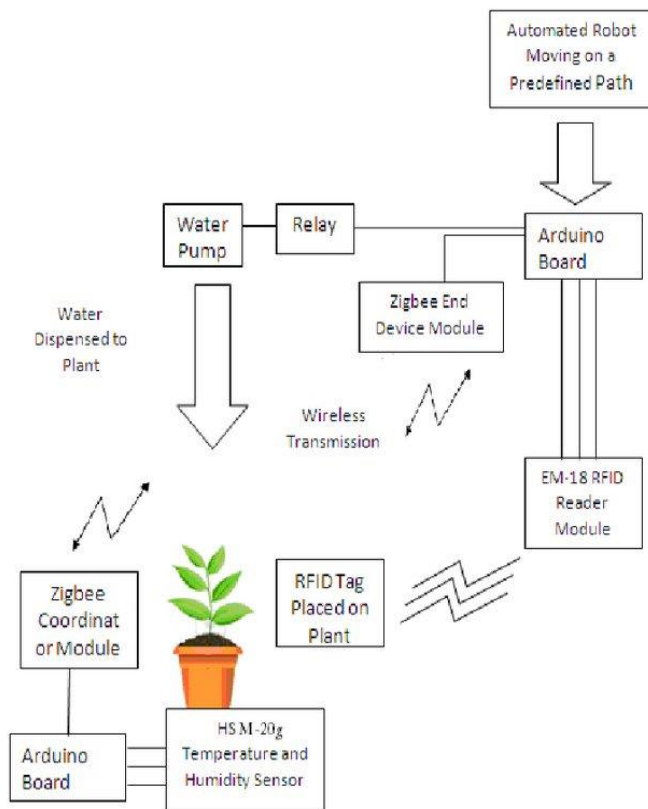 Automated Robot
Moving on a
Predefined Path
Water
Pump
Relay
Arduino
Board
Zigbee End
Device Module
Water
Dispensed to
Plant
Wireless
Transmission
EM-18 RFID
Reader
Module
Zigbee
Coordinat
or Module
RFID Tag
Placed on
Plant
Arduino
Board
HSM-20g
Temperature and
Humidity Sensor